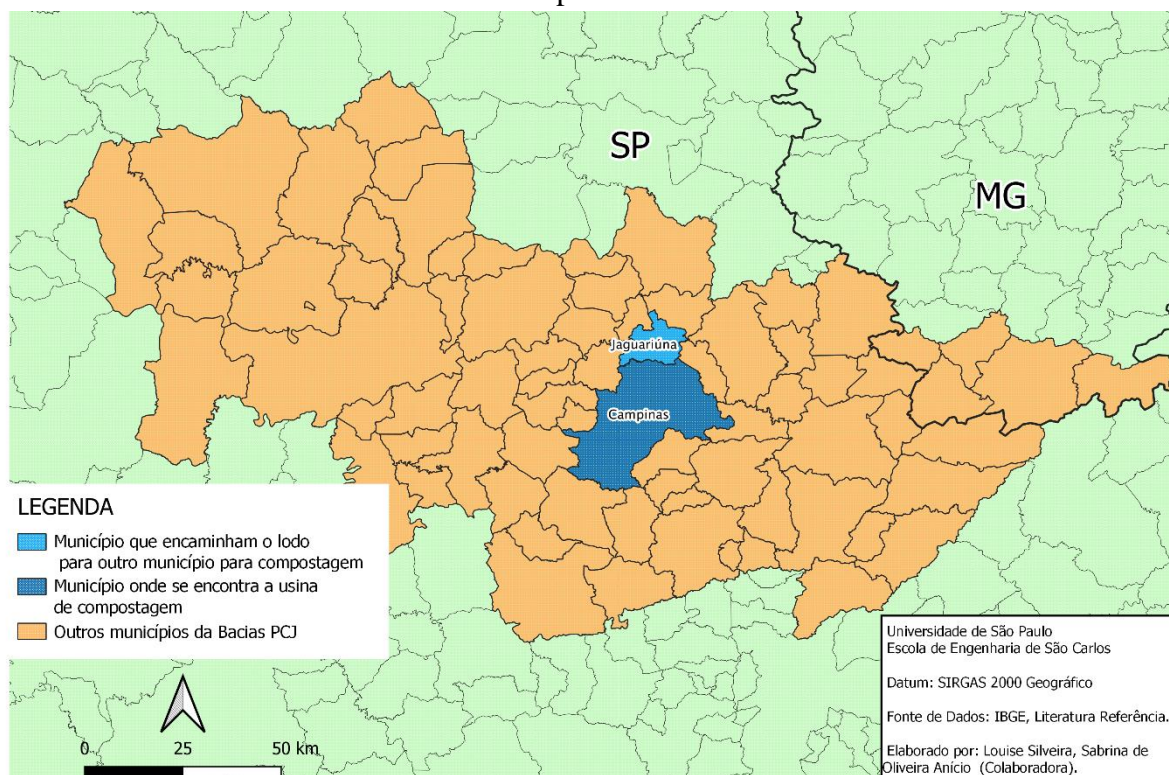 SP
MG
Jaguariúna
Campinas
LEGENDA
Município que encaminham o lodo
para outro município para compostagem
Município onde se encontra a usina
de compostagem
Outros municípios da Bacias PCJ
0 25 50 km
Universidade de São Paulo
Escola de Engenharia de São Carlos
Datum: SIRGAS 2000 Geográfico
Fonte de Dados: IBGE, Literatura Referência.
Elaborado por: Louise Silveira, Sabrina de
Oliveira Anício (Colaboradora).